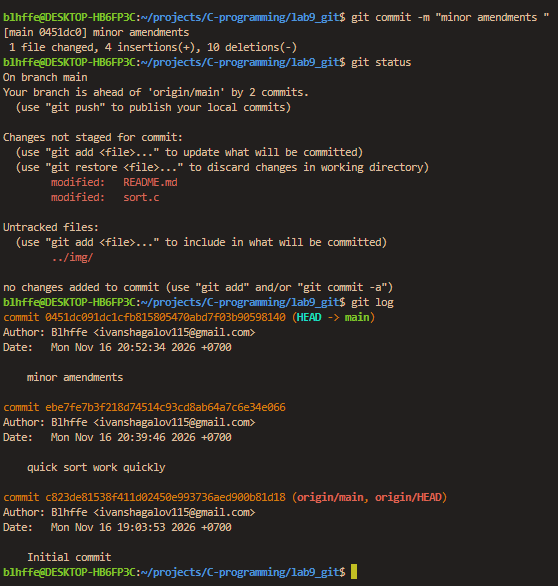 blhffe@DESKTOP-HB6FP3C:~/projects/C-programming/lab9_git$ git commit -m "minor amendments "
[main 0451dc0] minor amendments
 1 file changed, 4 insertions(+), 10 deletions(-)
blhffe@DESKTOP-HB6FP3C:~/projects/C-programming/lab9_git$ git status
On branch main
Your branch is ahead of 'origin/main' by 2 commits.
  (use "git push" to publish your local commits)

Changes not staged for commit:
  (use "git add <file>..." to update what will be committed)
  (use "git restore <file>..." to discard changes in working directory)
        modified:   README.md
        modified:   sort.c

Untracked files:
  (use "git add <file>..." to include in what will be committed)
        ../img/

no changes added to commit (use "git add" and/or "git commit -a")
blhffe@DESKTOP-HB6FP3C:~/projects/C-programming/lab9_git$ git log
commit 0451dc091dc1cfb815805470abd7f03b90598140 (HEAD -> main)
Author: Blhffe <ivanshagalov115@gmail.com>
Date:   Mon Nov 16 20:52:34 2026 +0700

    minor amendments

commit ebe7fe7b3f218d74514c93cd8ab64a7c6e34e066
Author: Blhffe <ivanshagalov115@gmail.com>
Date:   Mon Nov 16 20:39:46 2026 +0700

    quick sort work quickly

commit c823de81538f411d02450e993736aed900b81d18 (origin/main, origin/HEAD)
Author: Blhffe <ivanshagalov115@gmail.com>
Date:   Mon Nov 16 19:03:53 2026 +0700

    Initial commit
blhffe@DESKTOP-HB6FP3C:~/projects/C-programming/lab9_git$